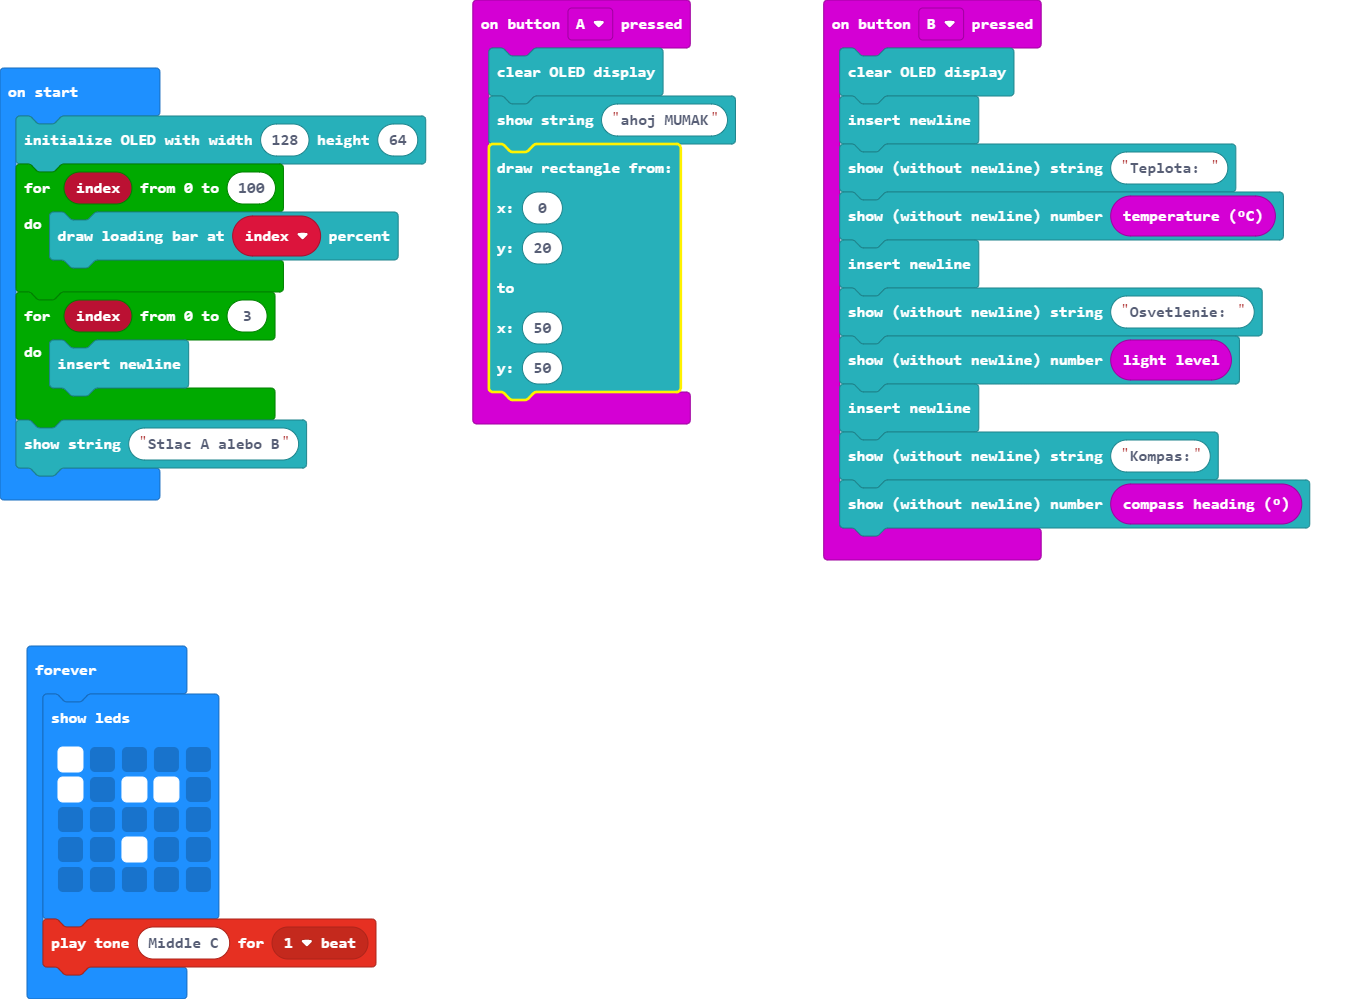 on start
initialize OLED with width 128 height 64
for index from 0 to 100
do draw loading bar at index percent
for index from 0 to 3
do insert newline
show string "Stlac A alebo B"
on button A pressed
clear OLED display
show string "ahoj MUMAK"
draw rectangle from:
x: 0
y: 20
to
x: 50
y: 50
on button B pressed
clear OLED display
insert newline
show (without newline) string "Teplota: "
show (without newline) number temperature (ºC)
insert newline
show (without newline) string "Osvetlenie: "
show (without newline) number light level
insert newline
show (without newline) string "Kompas:"
show (without newline) number compass heading (º)
forever
show leds
play tone Middle C for 1 beat